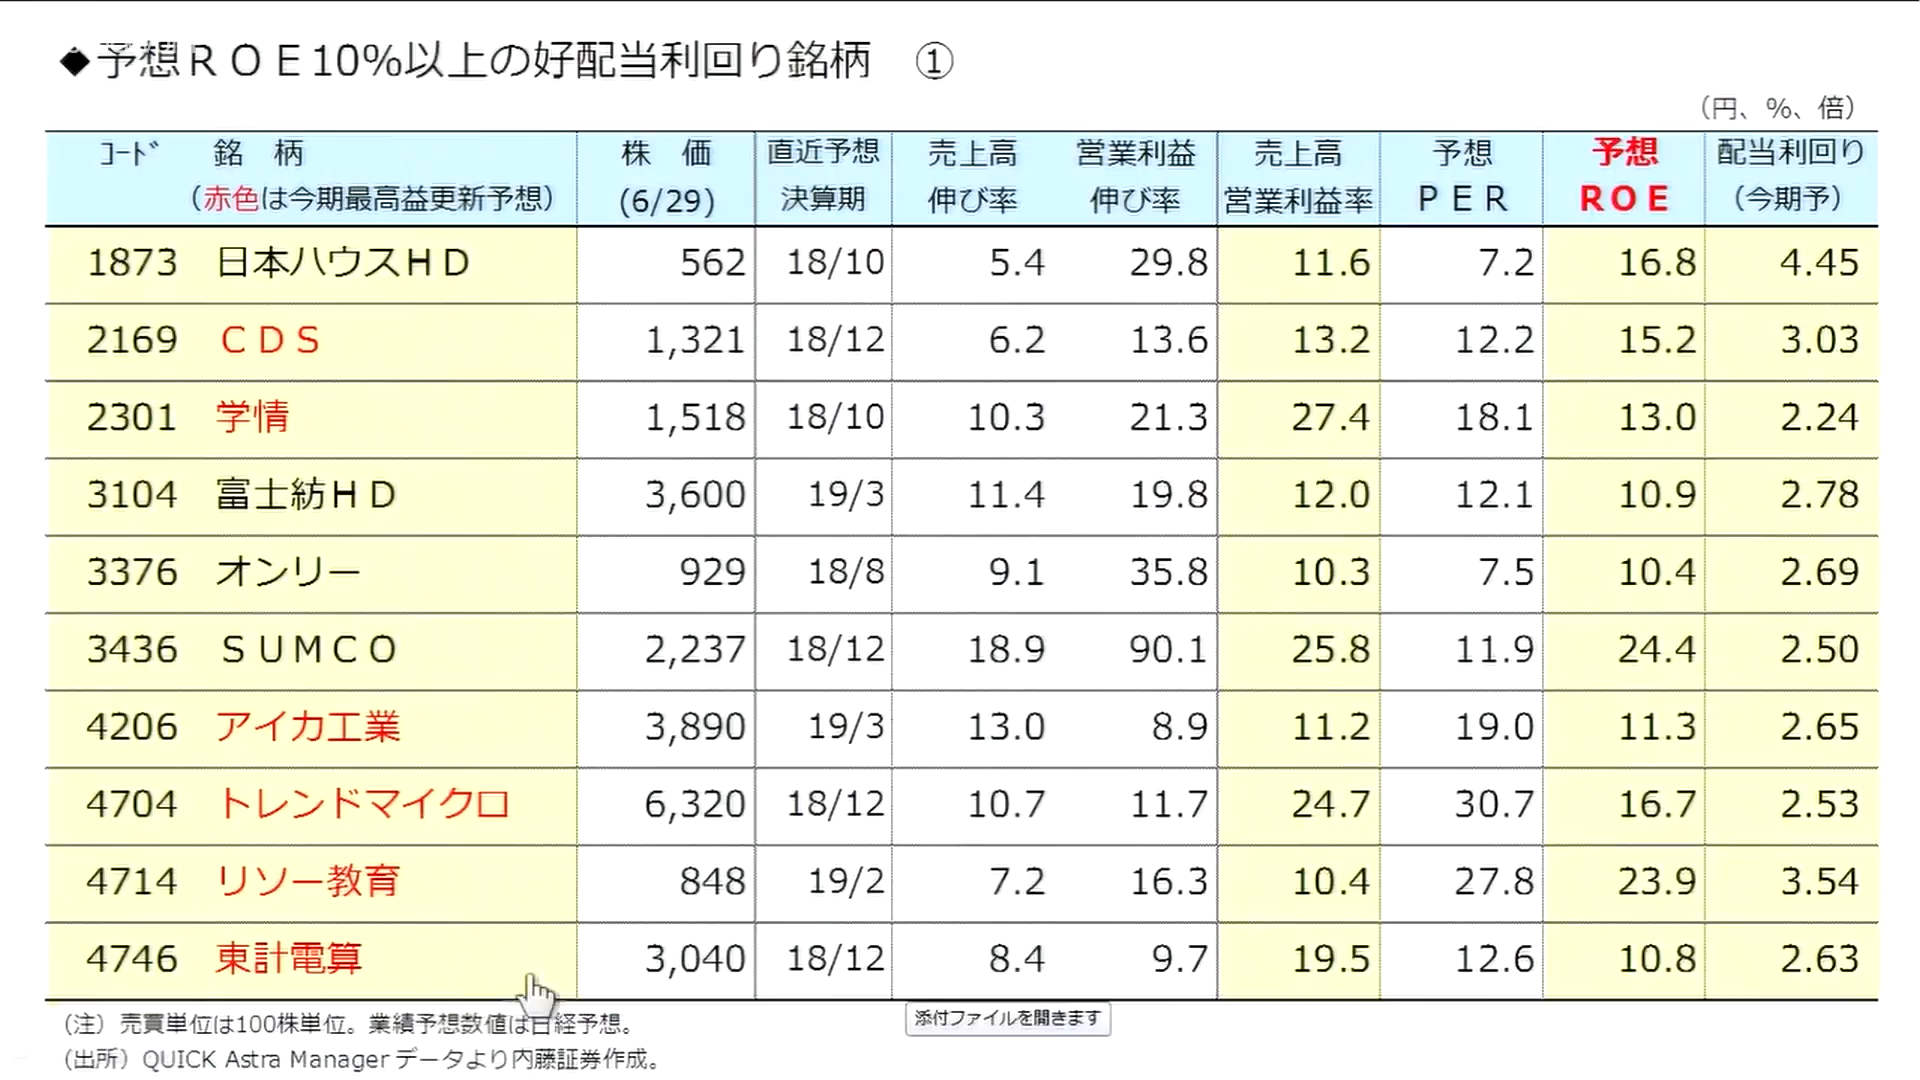 ◆予想ＲＯＥ10%以上の好配当利回り銘柄　①
（円、％、倍）
ｺｰﾄﾞ 銘　柄 株　価 直近予想 売上高 営業利益 売上高 予想 予想 配当利回り
（赤色は今期最高益更新予想） (6/29) 決算期 伸び率 伸び率 営業利益率 ＰＥＲ ＲＯＥ （今期予）
1873 日本ハウスＨＤ 562 18/10 5.4 29.8 11.6 7.2 16.8 4.45
2169 ＣＤＳ 1,321 18/12 6.2 13.6 13.2 12.2 15.2 3.03
2301 学情 1,518 18/10 10.3 21.3 27.4 18.1 13.0 2.24
3104 富士紡ＨＤ 3,600 19/3 11.4 19.8 12.0 12.1 10.9 2.78
3376 オンリー 929 18/8 9.1 35.8 10.3 7.5 10.4 2.69
3436 ＳＵＭＣＯ 2,237 18/12 18.9 90.1 25.8 11.9 24.4 2.50
4206 アイカ工業 3,890 19/3 13.0 8.9 11.2 19.0 11.3 2.65
4704 トレンドマイクロ 6,320 18/12 10.7 11.7 24.7 30.7 16.7 2.53
4714 リソー教育 848 19/2 7.2 16.3 10.4 27.8 23.9 3.54
4746 東計電算 3,040 18/12 8.4 9.7 19.5 12.6 10.8 2.63
添付ファイルを開きます
（注）売買単位は100株単位。業績予想数値は日経予想。
（出所）QUICK Astra Manager データより内藤証券作成。